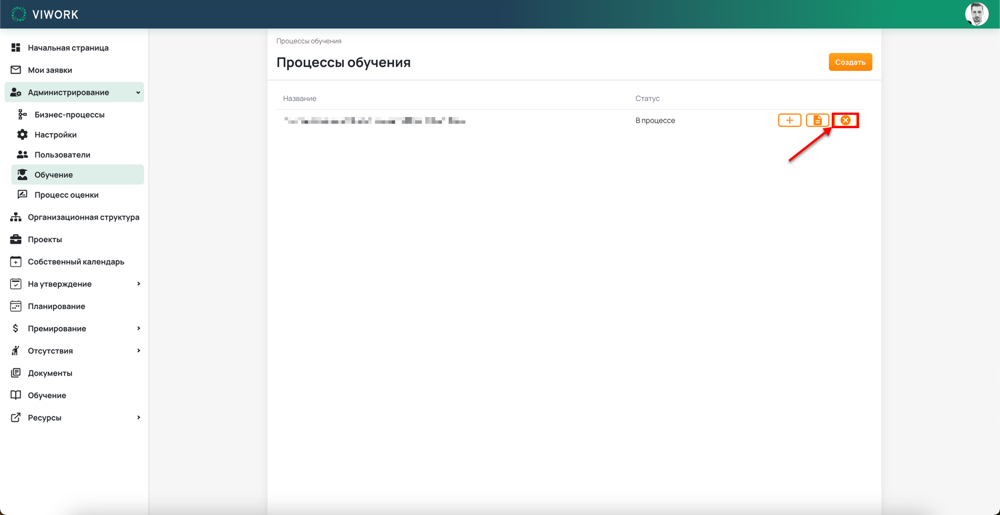 VIWORK
Начальная страница
Мои заявки
Администрирование
Бизнес-процессы
Настройки
Пользователи
Обучение
Процесс оценки
Организационная структура
Проекты
Собственный календарь
На утверждение
Планирование
Премирование
Отсутствия
Документы
Обучение
Ресурсы
Процессы обучения
Процессы обучения
Создать
Название
Статус
В процессе